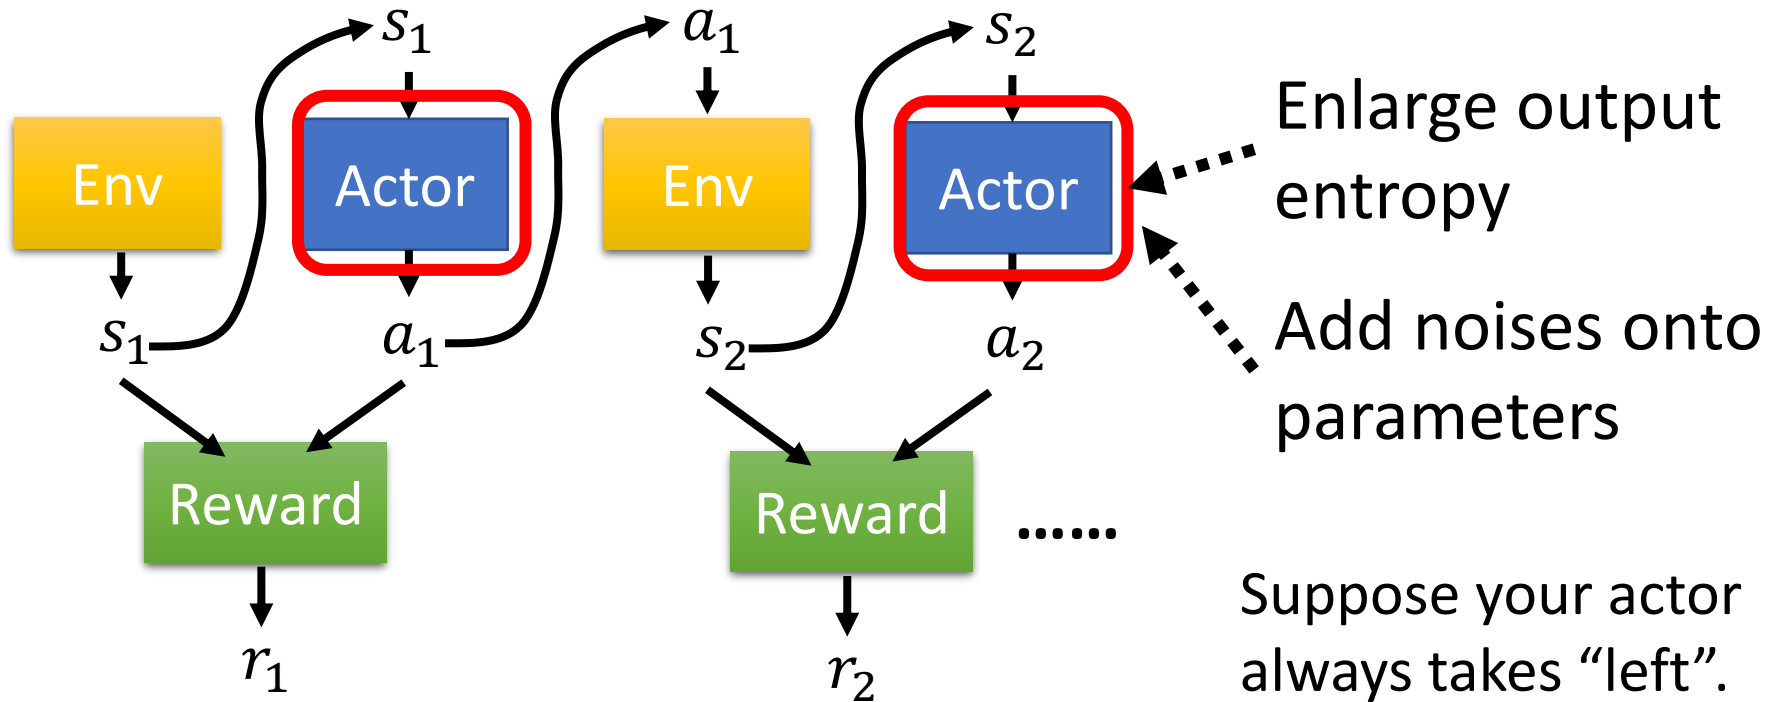 s₁
a₁
s₂
Env
Actor
Env
Actor
Enlarge output
entropy
s₁
a₁
s₂
a₂
Add noises onto
parameters
Reward
Reward
......
r₁
r₂
Suppose your actor
always takes “left”.